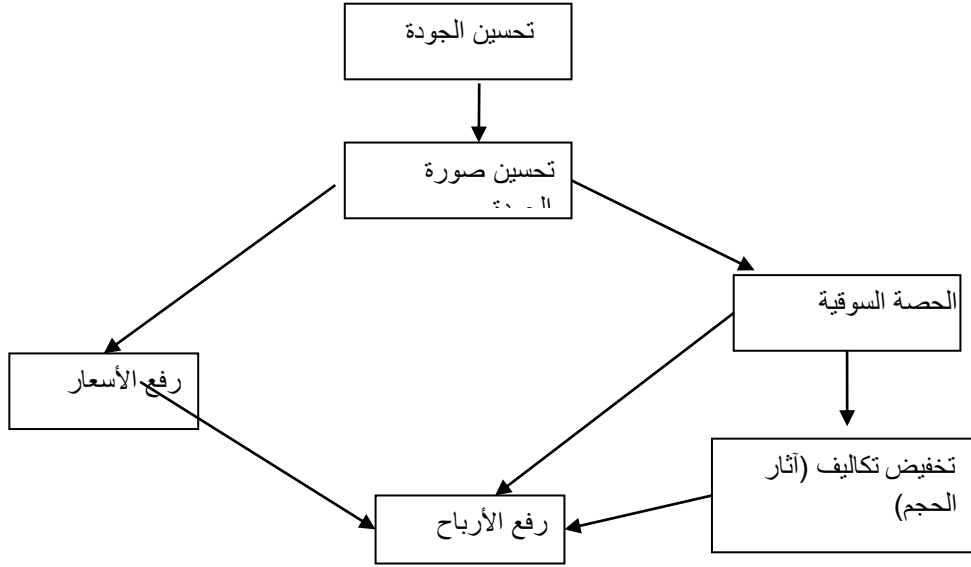 تحسين الجودة
تحسين صورة
الحصة السوقية
رفع الأسعار
تخفيض تكاليف (آثار
الحجم)
رفع الأرباح